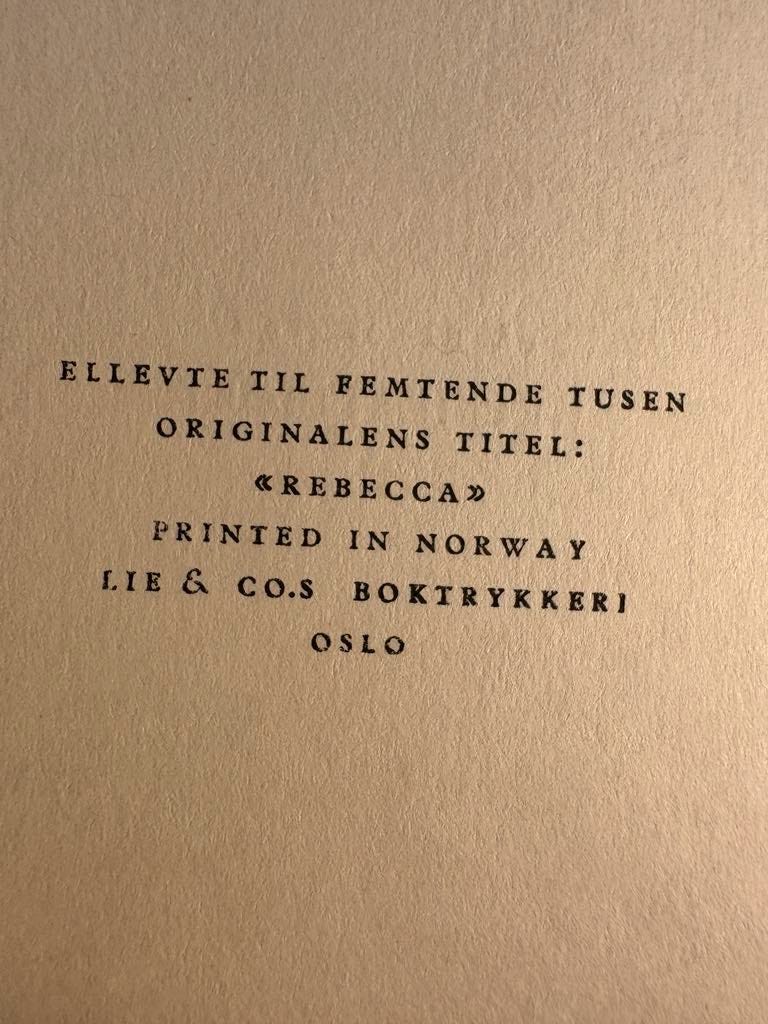 ELLEVTE TIL FEMTENDE TUSEN
ORIGINALENS TITEL:
«REBECCA»
PRINTED IN NORWAY
LIE & CO.S BOKTRYKKERI
OSLO